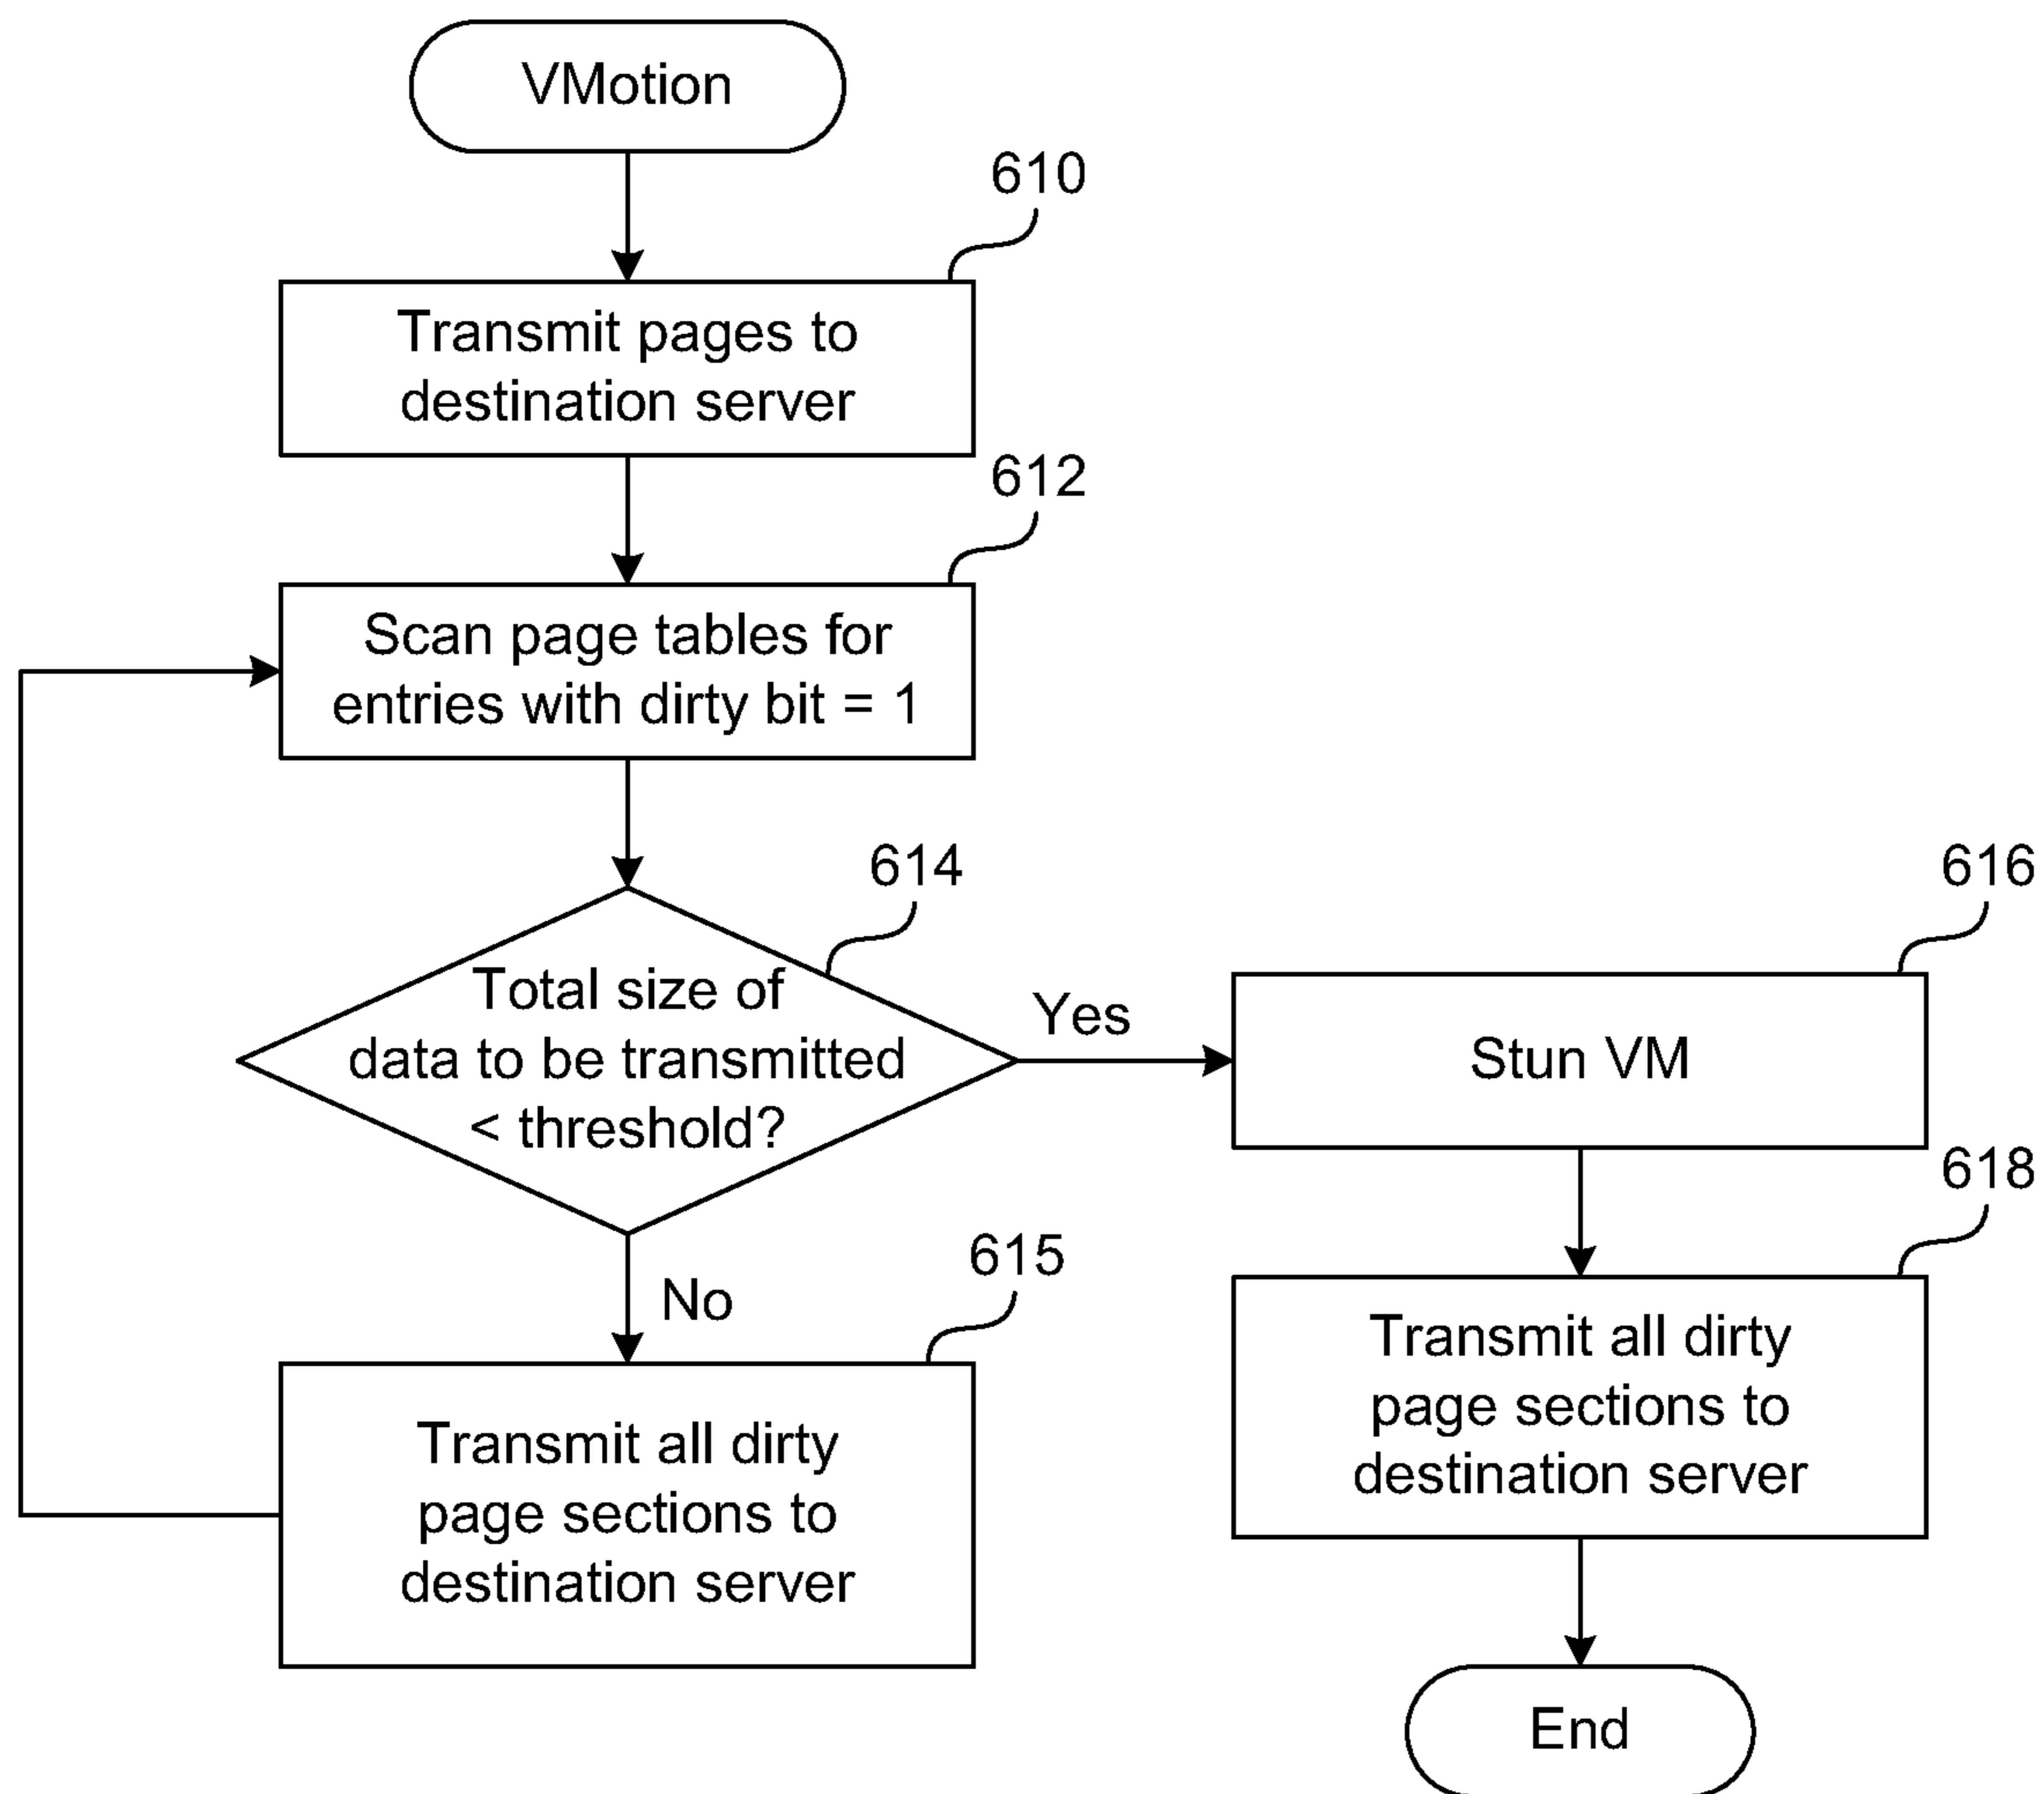 VMotion
610
Transmit pages to
destination server
612
Scan page tables for
entries with dirty bit = 1
614
Total size of
data to be transmitted
< threshold?
Yes
616
Stun VM
618
Transmit all dirty
page sections to
destination server
No
615
Transmit all dirty
page sections to
destination server
End